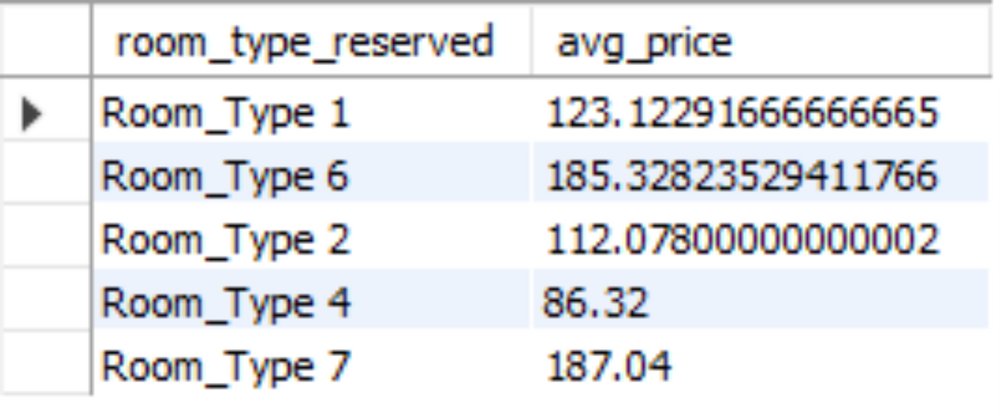 room_type_reserved avg_price
Room_Type 1 123.12291666666665
Room_Type 6 185.32823529411766
Room_Type 2 112.07800000000002
Room_Type 4 86.32
Room_Type 7 187.04